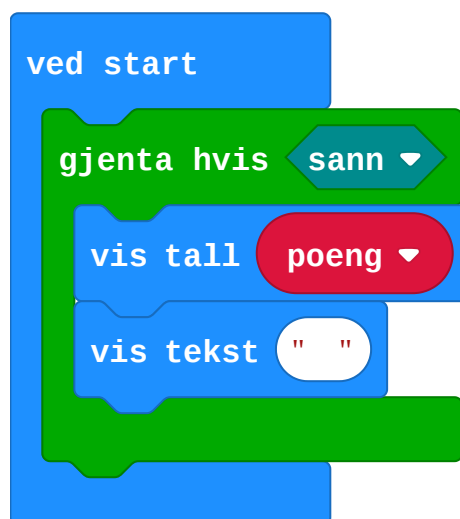 ved start
gjenta hvis sann
vis tall poeng
vis tekst " "